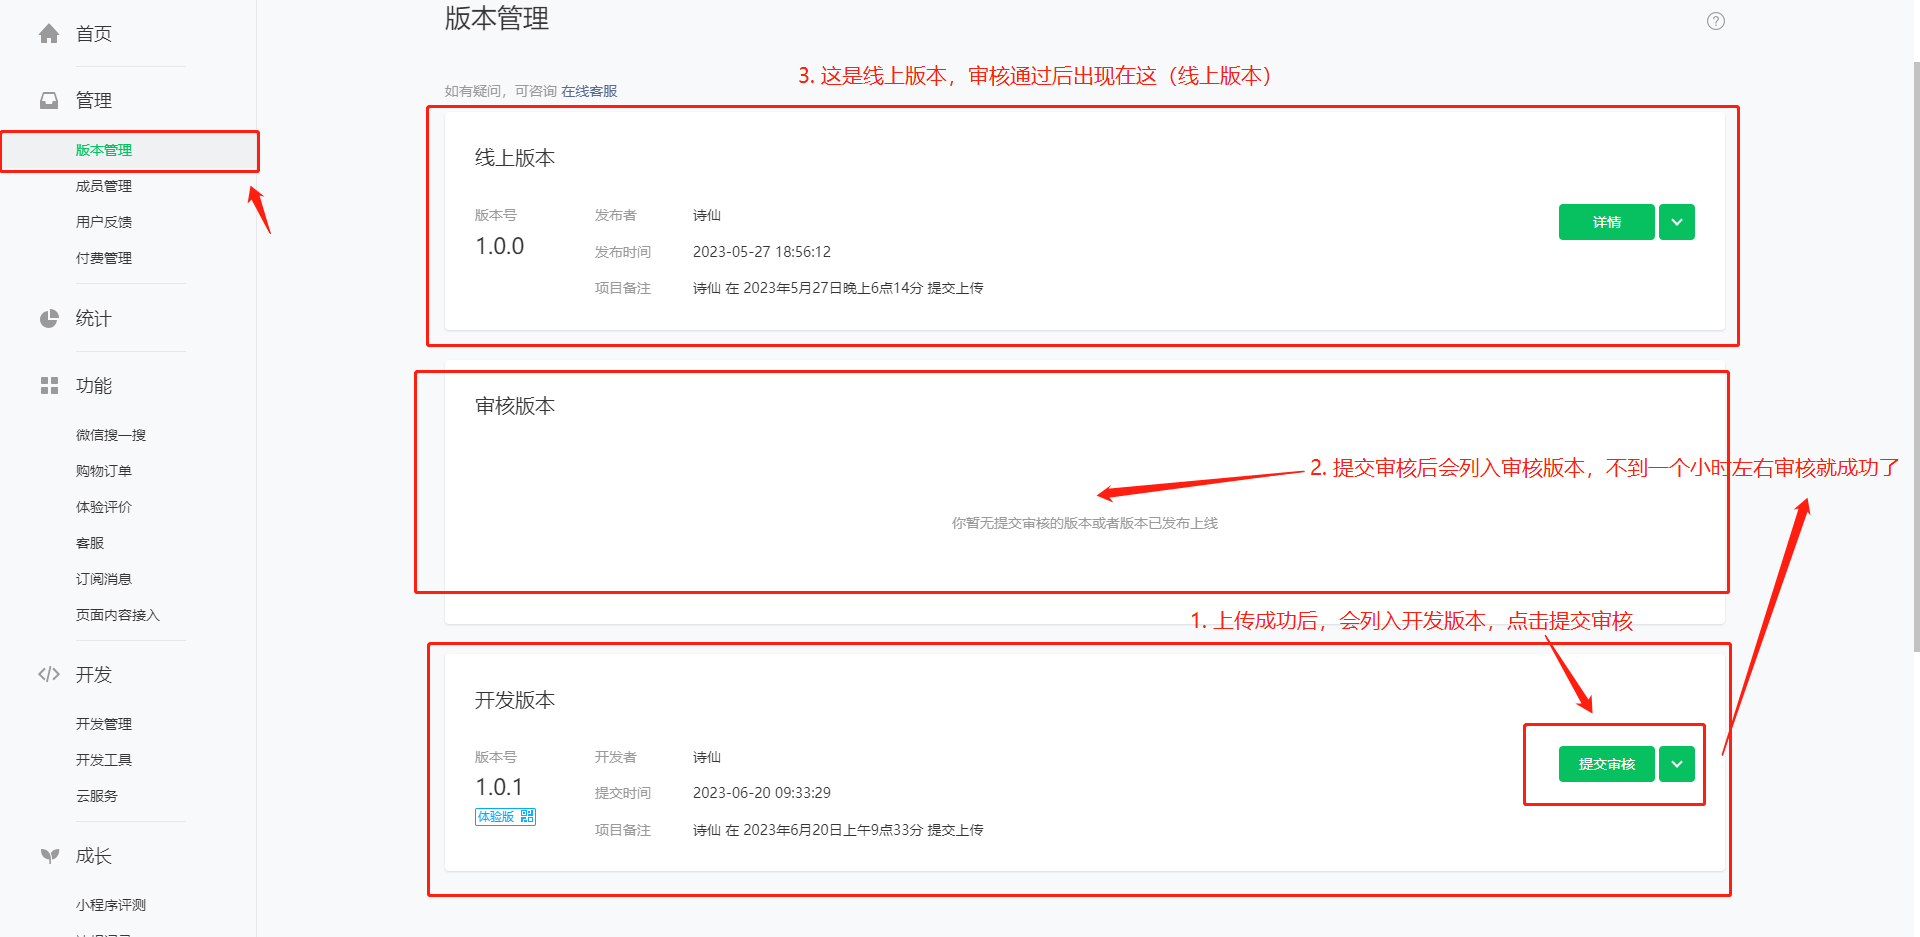 首页
管理
版本管理
成员管理
用户反馈
付费管理
统计
功能
微信搜一搜
购物订单
体验评价
客服
订阅消息
页面内容接入
开发
开发管理
开发工具
云服务
成长
小程序评测
版本管理
?
3. 这是线上版本，审核通过后出现在这（线上版本）
如有疑问，可咨询 在线客服
线上版本
版本号 发布者 诗仙
详情
1.0.0
发布时间 2023-05-27 18:56:12
项目备注 诗仙 在 2023年5月27日晚上6点14分 提交上传
审核版本
2. 提交审核后会列入审核版本，不到一个小时左右审核就成功了
你暂无提交审核的版本或者版本已发布上线
1. 上传成功后，会列入开发版本，点击提交审核
开发版本
版本号 开发者 诗仙
提交审核
1.0.1
提交时间 2023-06-20 09:33:29
体验版
项目备注 诗仙 在 2023年6月20日上午9点33分 提交上传